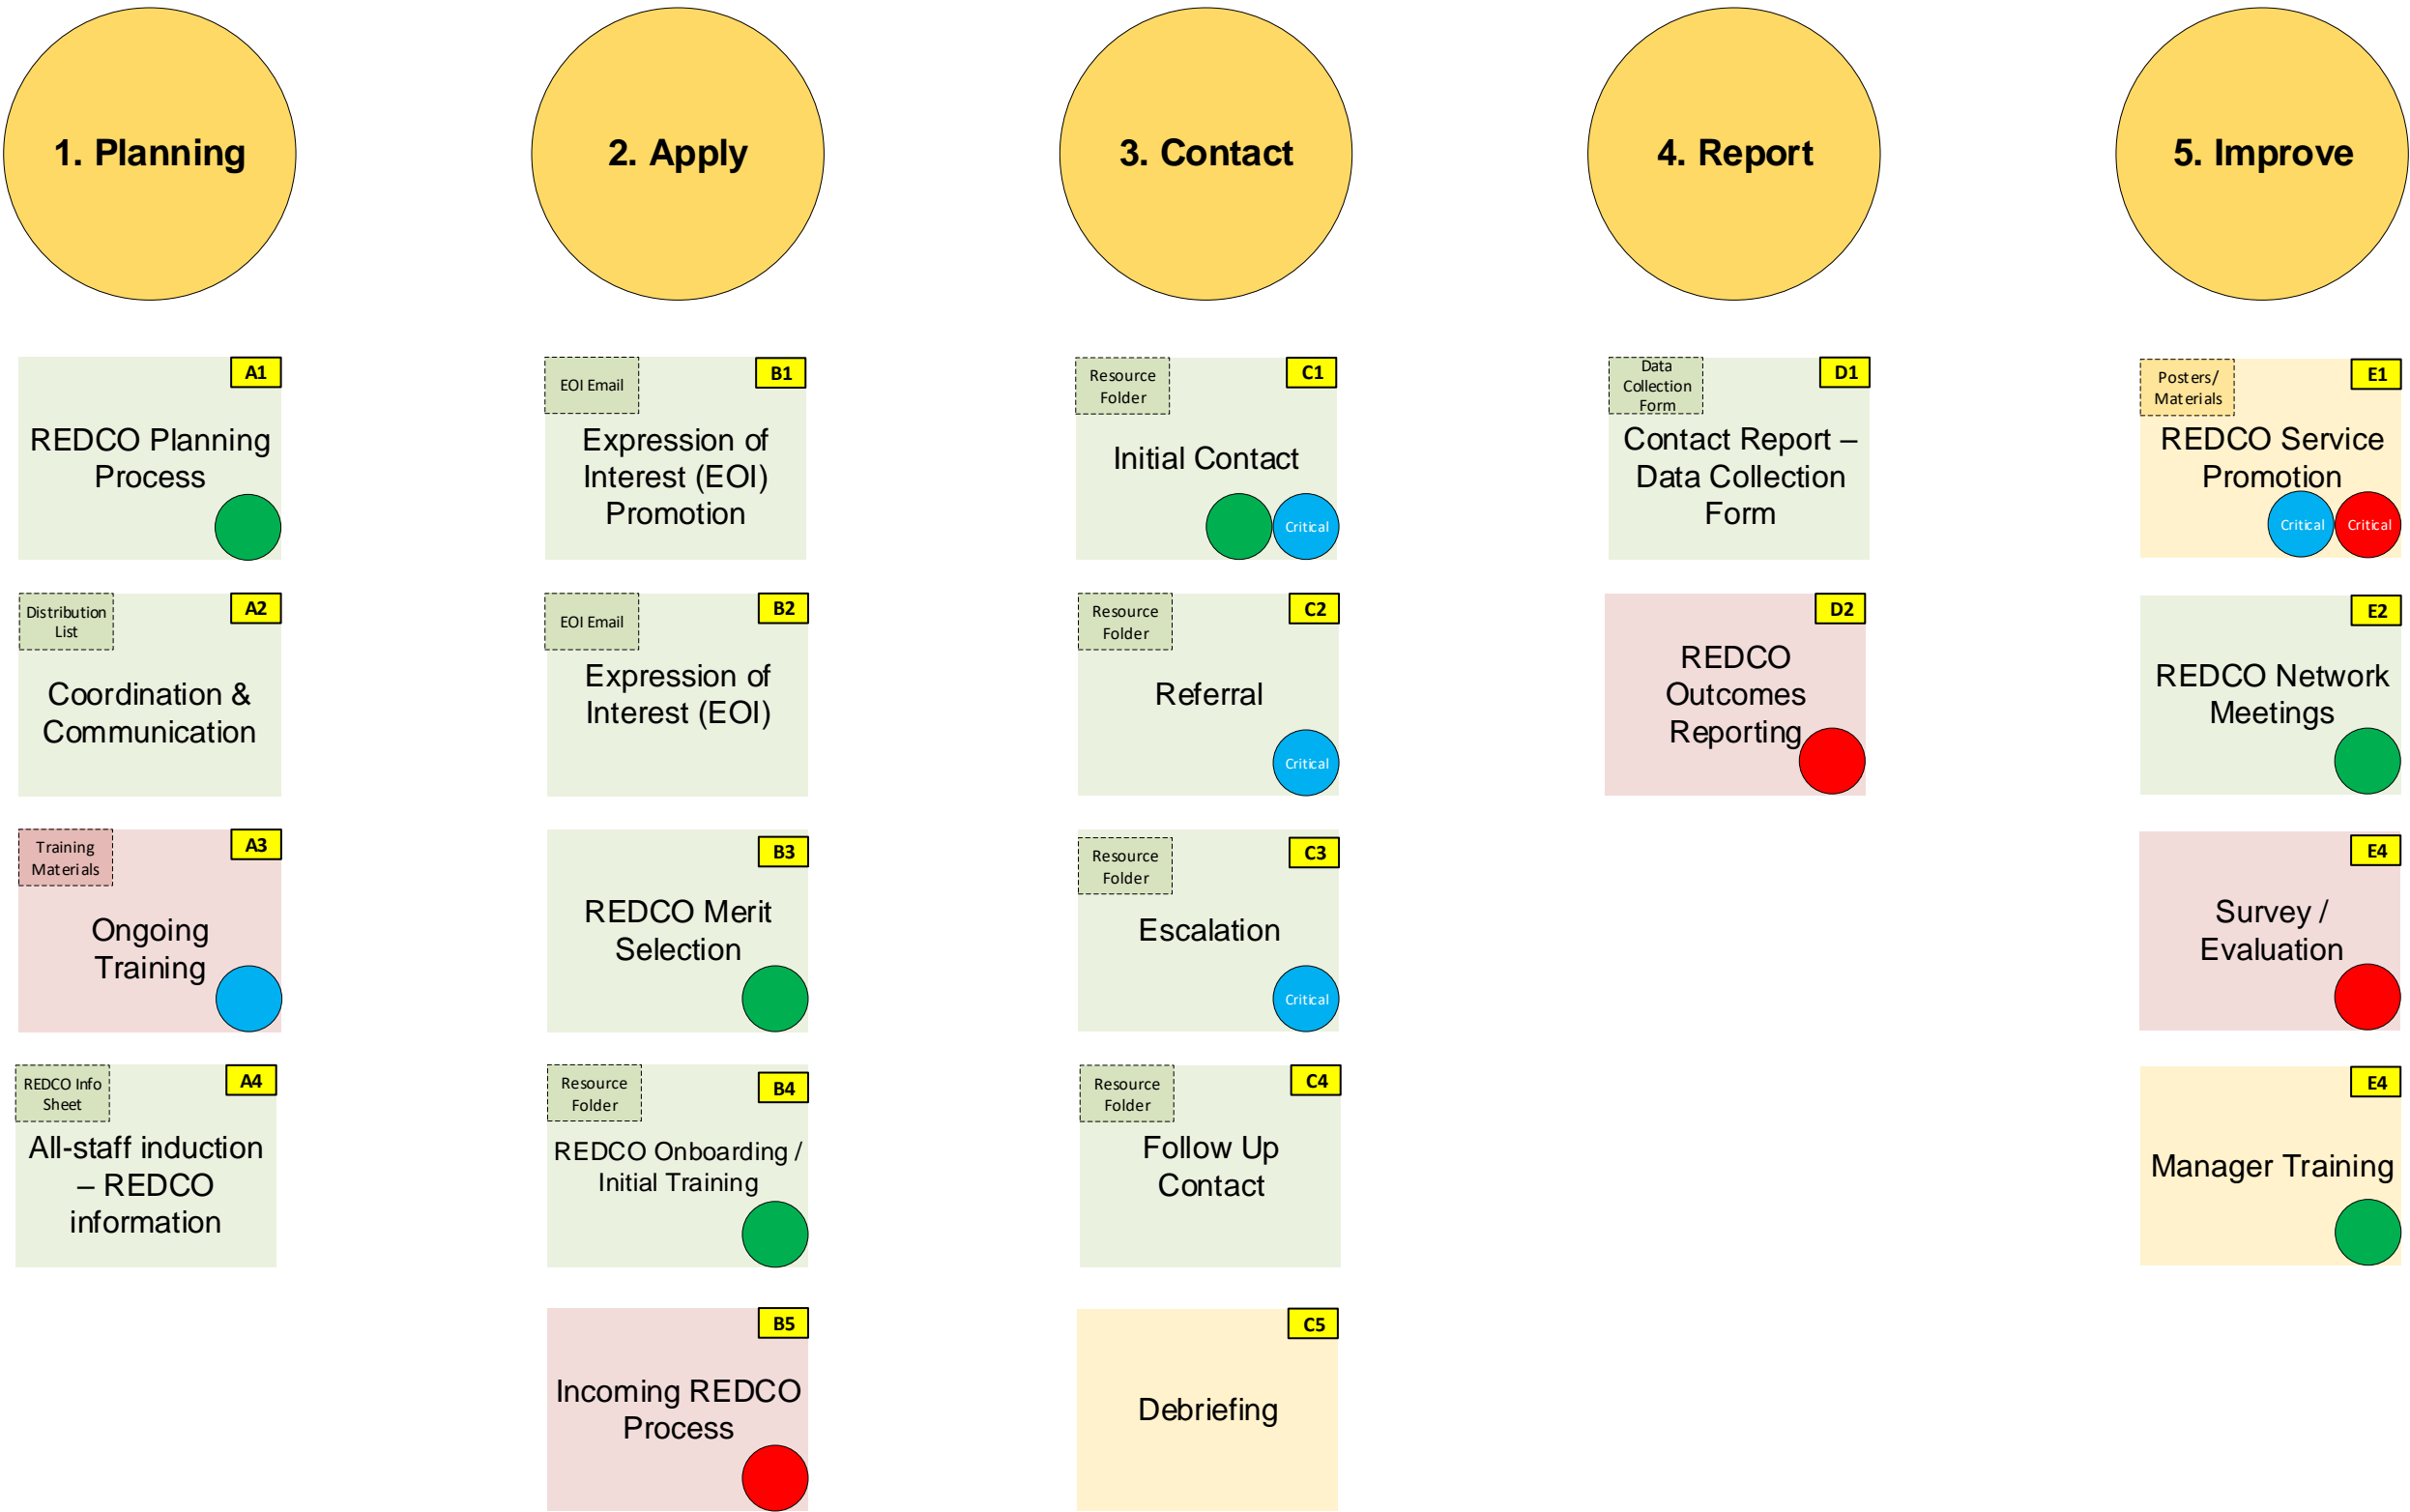 1. Planning
2. Apply
3. Contact
4. Report
5. Improve
A1
REDCO Planning
Process
Distribution
List
A2
Coordination &
Communication
Training
Materials
A3
Ongoing
Training
REDCO Info
Sheet
A4
All-staff induction
– REDCO
information
EOI Email
B1
Expression of
Interest (EOI)
Promotion
EOI Email
B2
Expression of
Interest (EOI)
B3
REDCO Merit
Selection
Resource
Folder
B4
REDCO Onboarding /
Initial Training
B5
Incoming REDCO
Process
Resource
Folder
C1
Initial Contact
Critical
Resource
Folder
C2
Referral
Critical
Resource
Folder
C3
Escalation
Critical
Resource
Folder
C4
Follow Up
Contact
C5
Debriefing
Data
Collection
Form
D1
Contact Report –
Data Collection
Form
D2
REDCO
Outcomes
Reporting
Posters/
Materials
E1
REDCO Service
Promotion
Critical
Critical
E2
REDCO Network
Meetings
E4
Survey /
Evaluation
E4
Manager Training